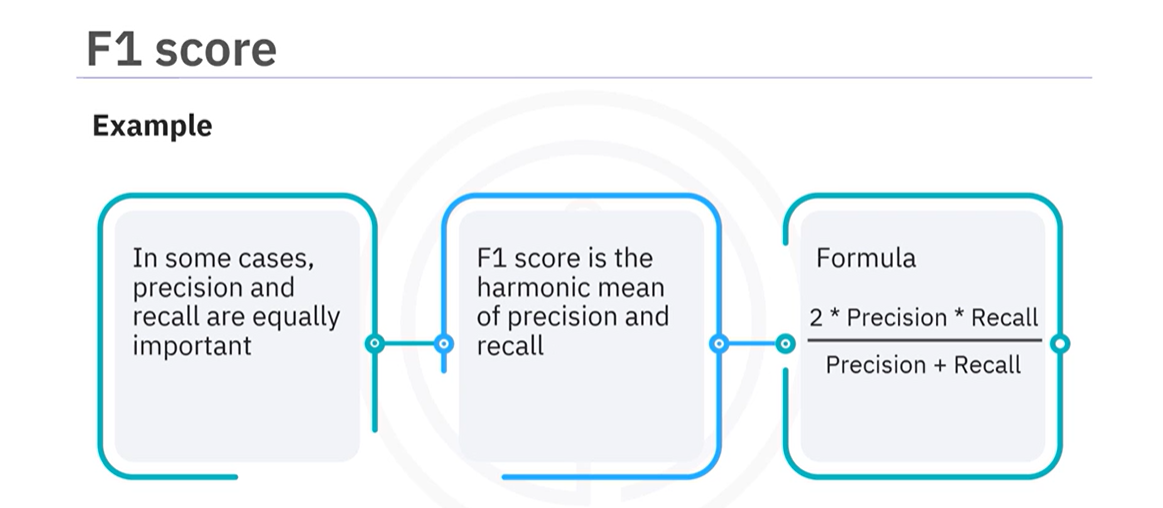 F1 score
Example
In some cases,
precision and
recall are equally
important
F1 score is the
harmonic mean
of precision and
recall
Formula
2 * Precision * Recall
Precision + Recall